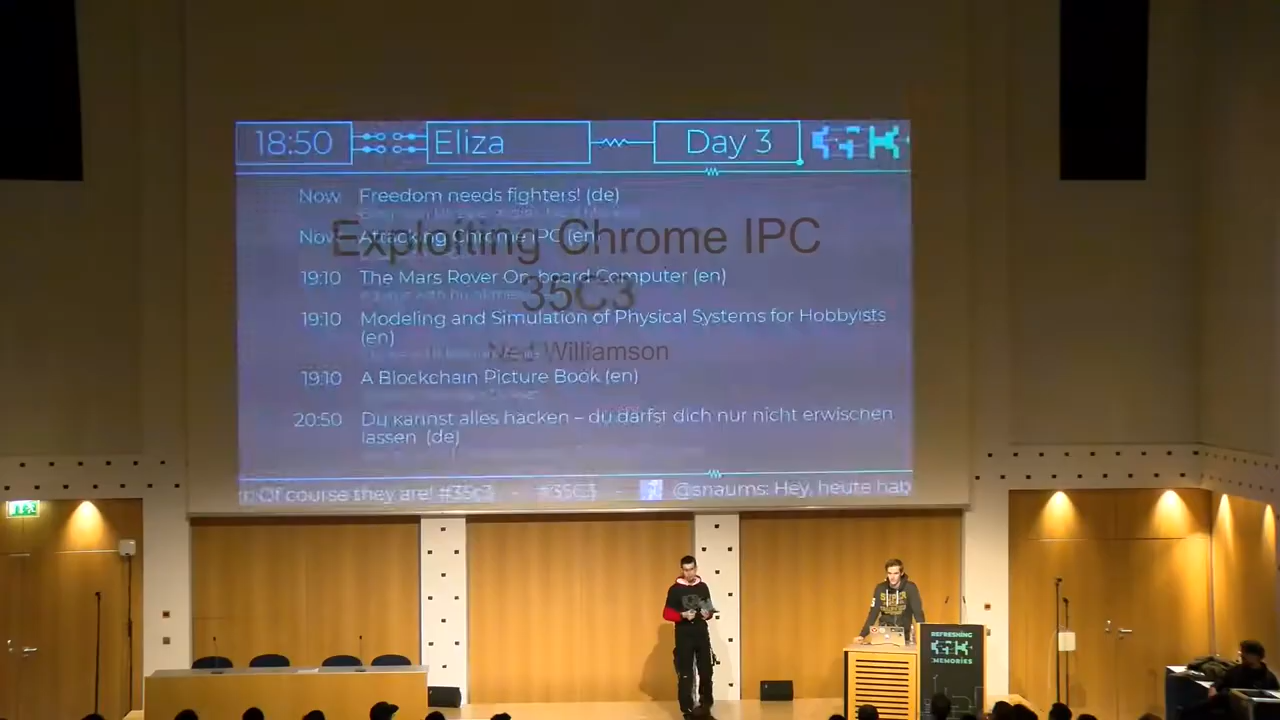 18:50
Eliza
Day 3
Now Freedom needs fighters! (de)
Exploiting Chrome IPC
Now Attacking Chrome IPC (en)
19:10 The Mars Rover On-board Computer (en)
35C3
19:10 Modeling and Simulation of Physical Systems for Hobbyists
(en)
Ned Williamson
19:10 A Blockchain Picture Book (en)
20:50 Du kannst alles hacken – du darfst dich nur nicht erwischen
lassen (de)
Of course they are! #35c3 - #35C3 - @snaums: Hey, heute hab
REFRESHING
MEMORIES